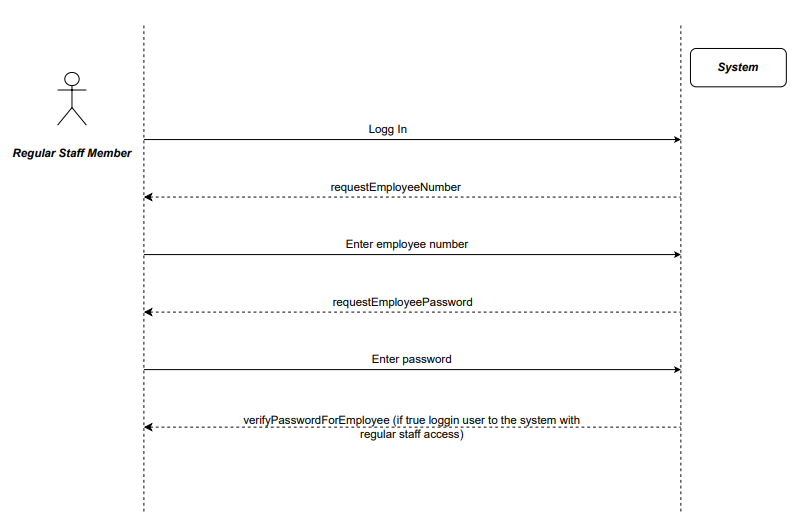 System
Logg In
Regular Staff Member
requestEmployeeNumber
Enter employee number
requestEmployeePassword
Enter password
verifyPasswordForEmployee (if true loggin user to the system with
regular staff access)